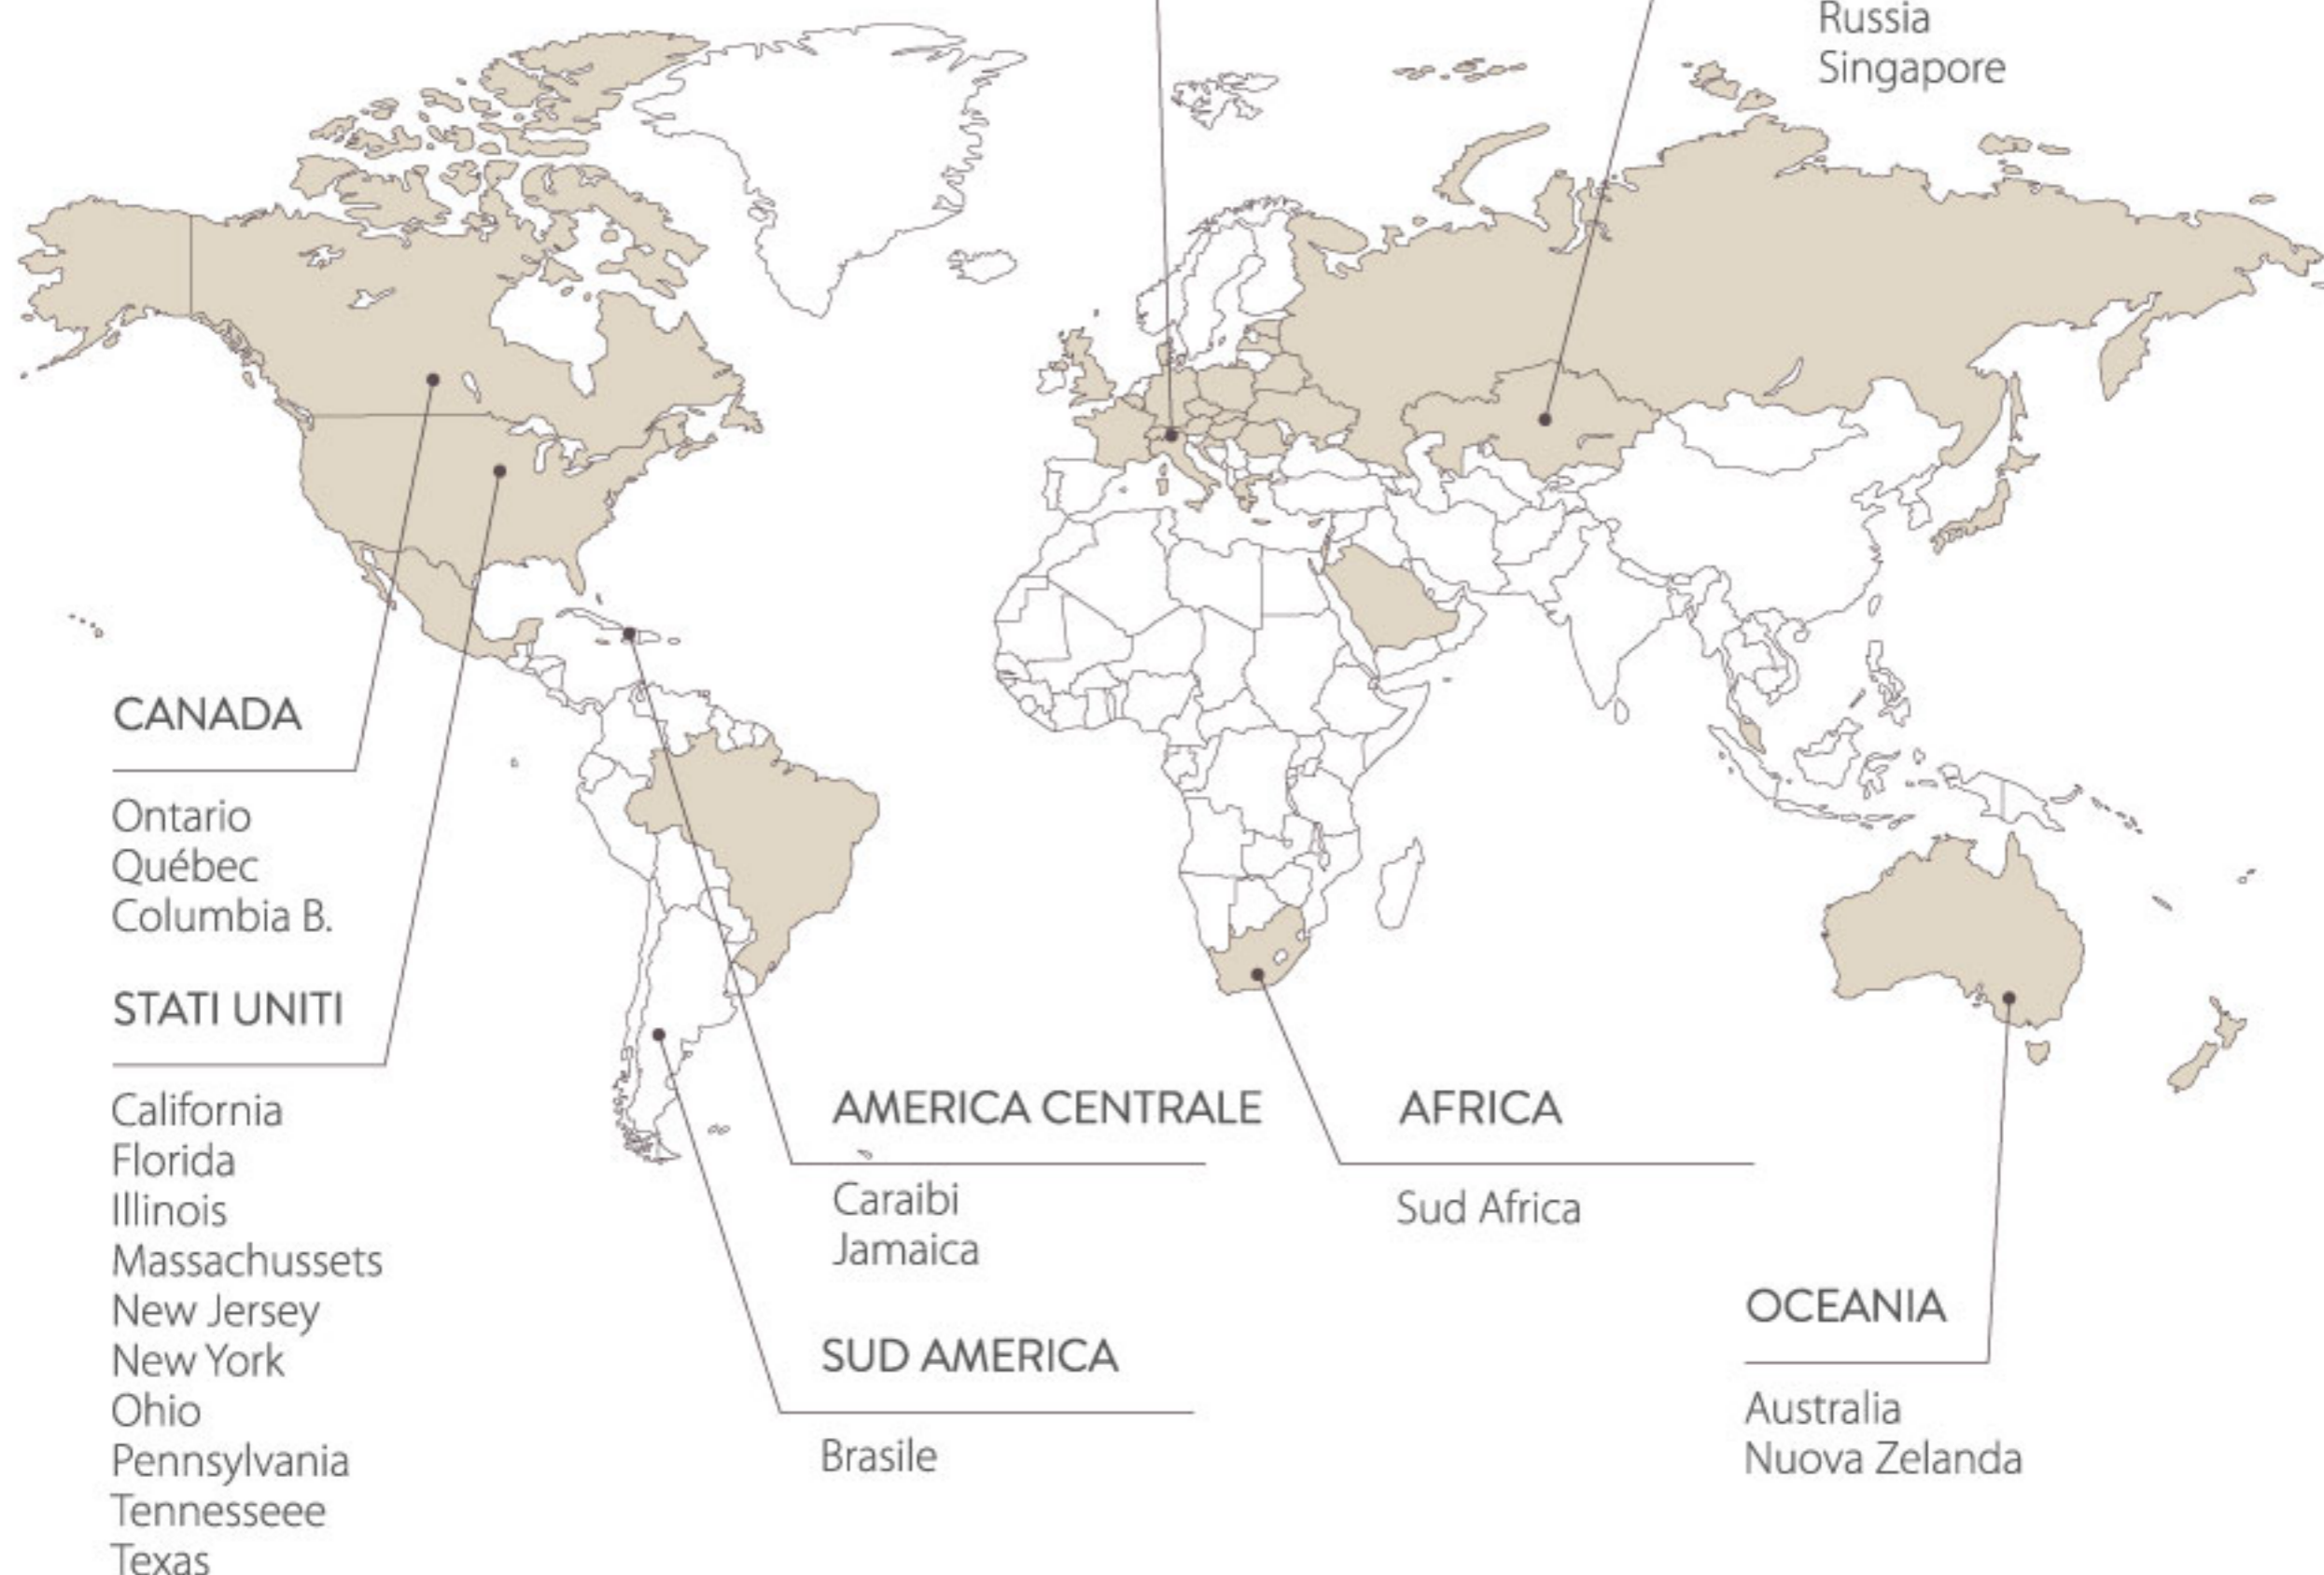 Russia
Singapore
CANADA
Ontario
Québec
Columbia B.
STATI UNITI
California
Florida
Illinois
Massachussets
New Jersey
New York
Ohio
Pennsylvania
Tennesseee
Texas
AMERICA CENTRALE
Caraibi
Jamaica
SUD AMERICA
Brasile
AFRICA
Sud Africa
OCEANIA
Australia
Nuova Zelanda